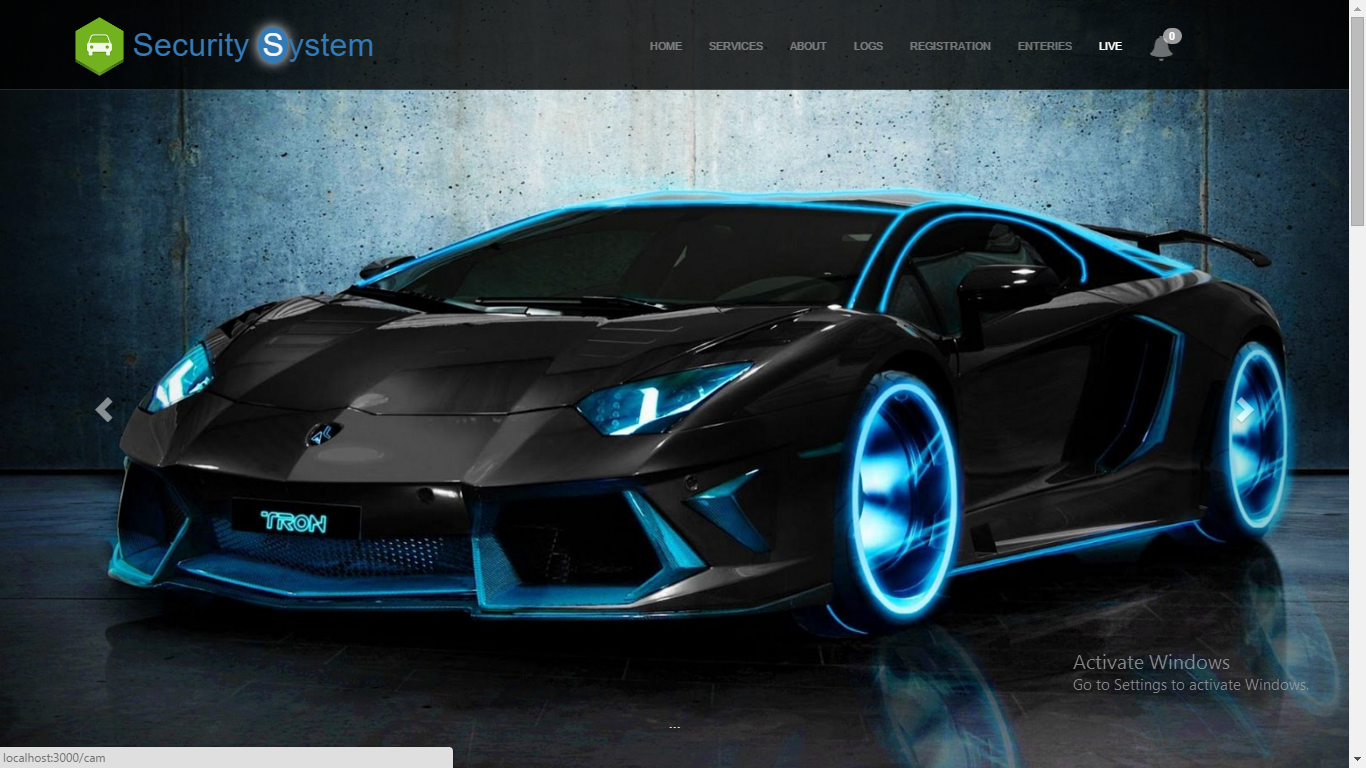 Security System
HOME SERVICES ABOUT LOGS REGISTRATION ENTERIES LIVE 0
TRON
Activate Windows
Go to Settings to activate Windows.
...
localhost:3000/cam